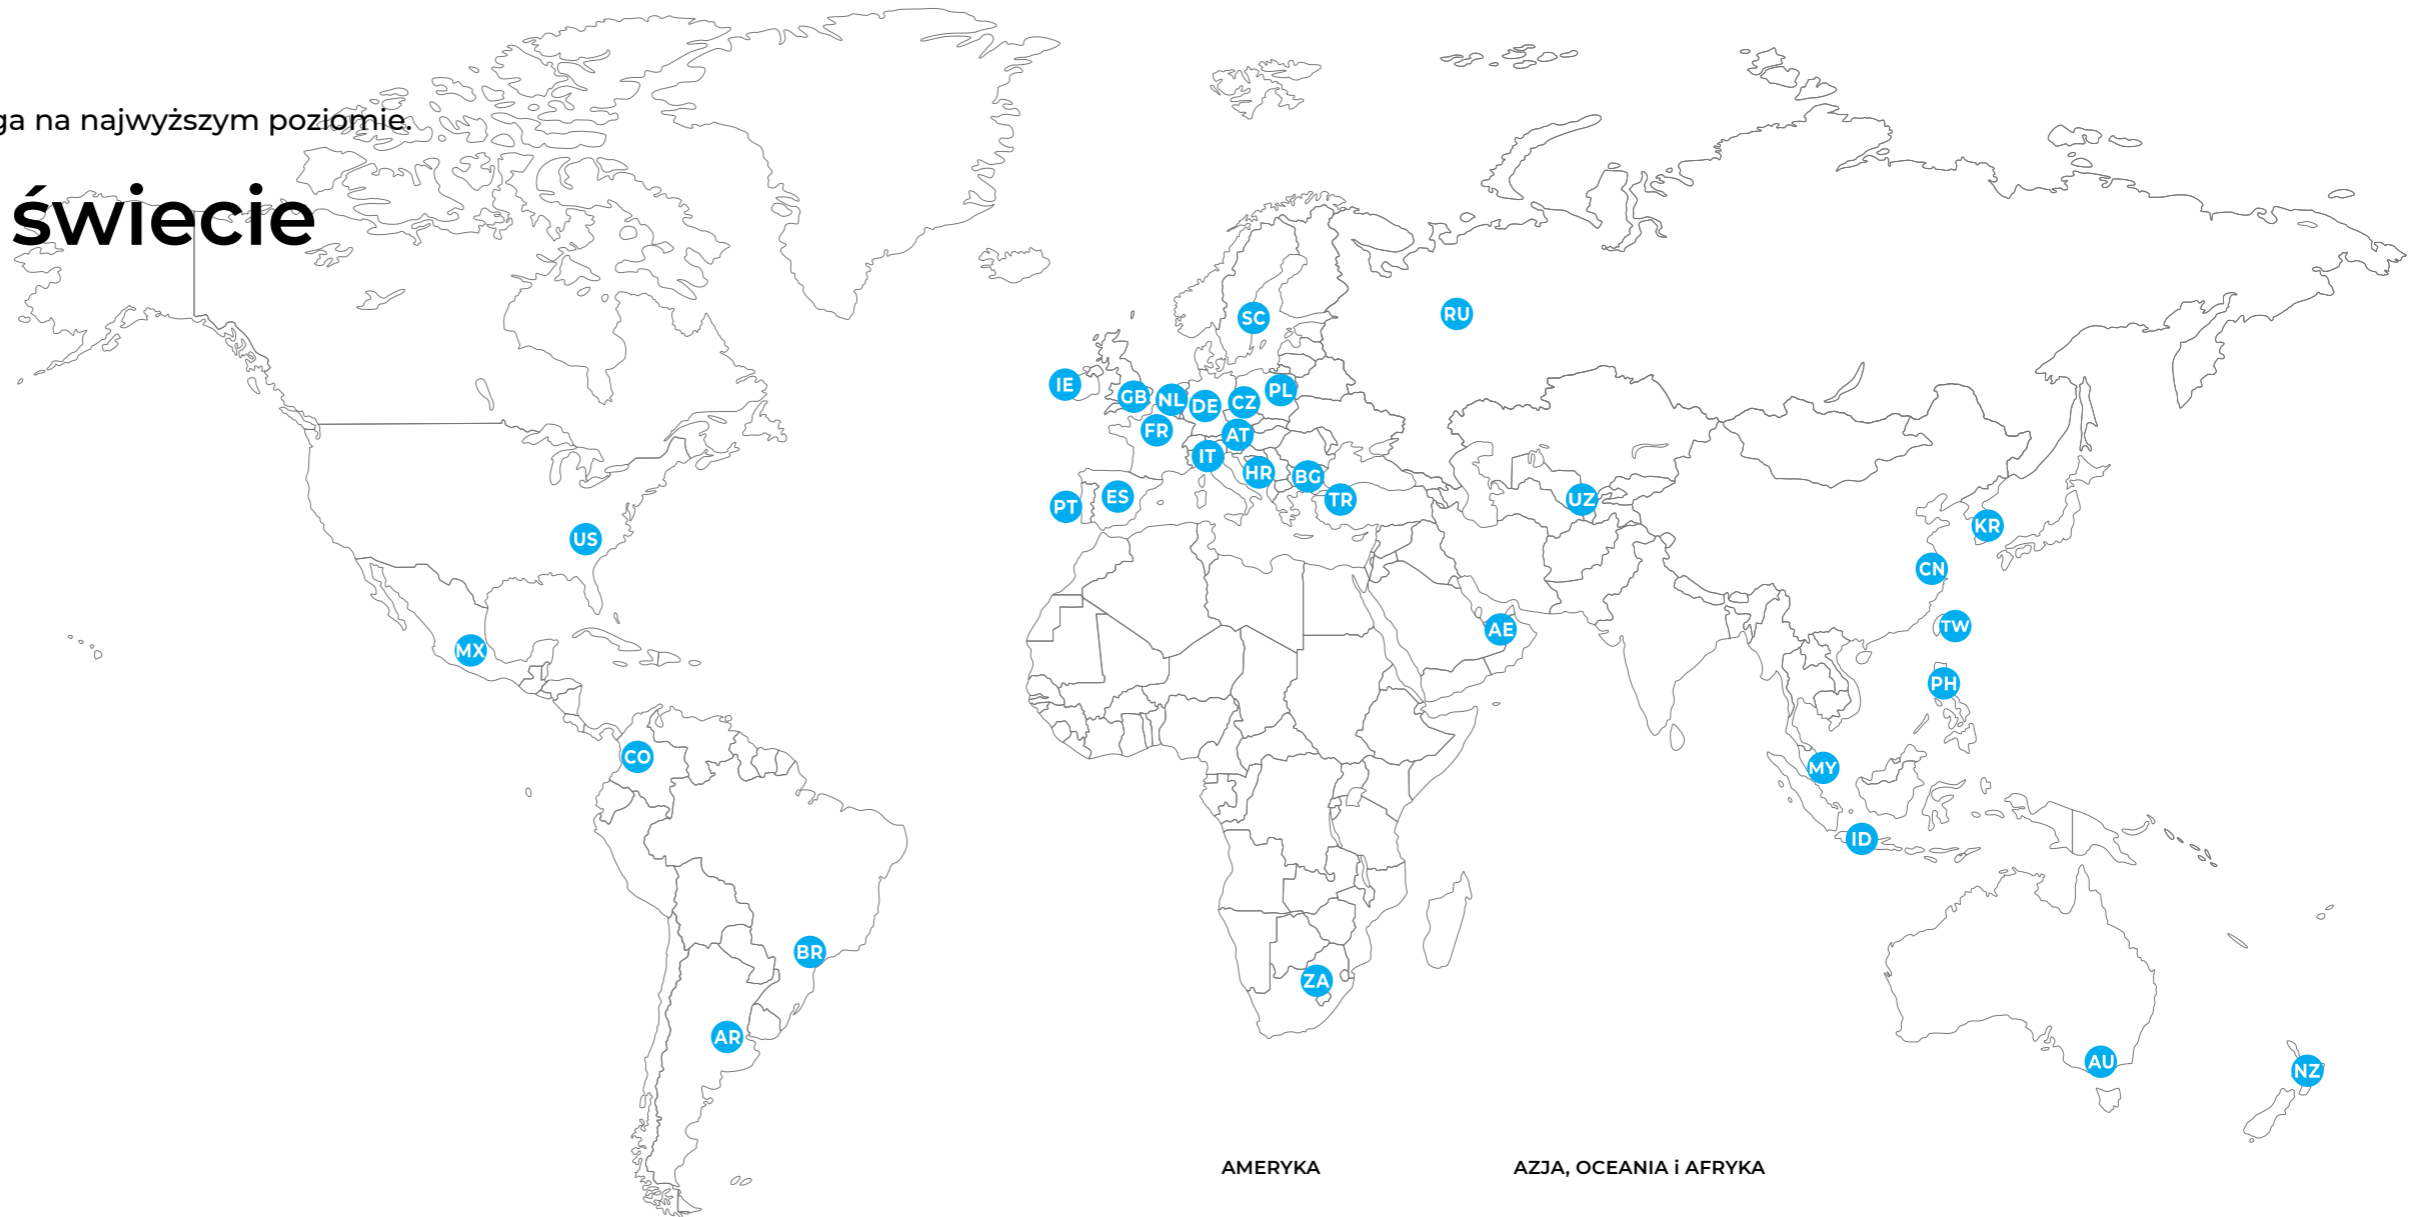 ga na najwyższym poziomie.
świecie
RU
SC
IE
GB
NL
DE
CZ
PL
FR
AT
IT
HR
BG
PT
ES
TR
UZ
US
KR
CN
MX
AE
TW
PH
CO
MY
ID
BR
ZA
AR
AU
NZ
AMERYKA
AZJA, OCEANIA i AFRYKA